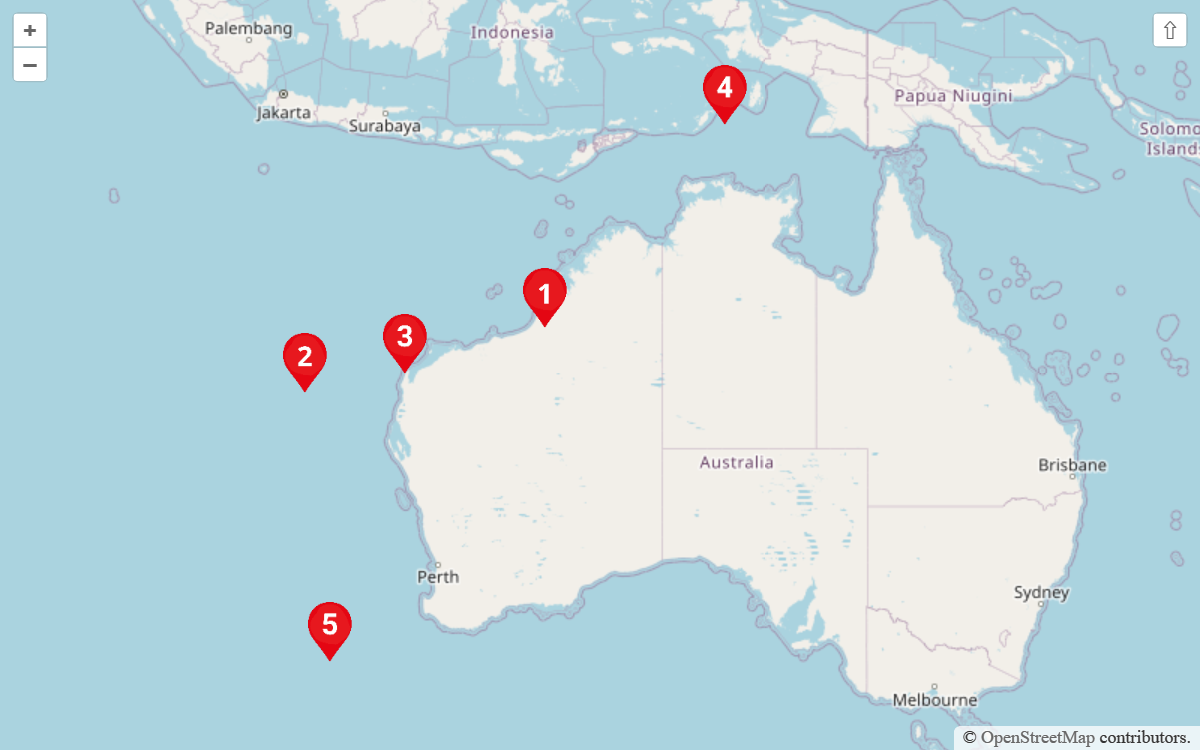 +
−
⇧
Palembang
Indonesia
Jakarta
Surabaya
4
Papua Niugini
Solomo
Islands
1
2
3
Australia
Brisbane
Perth
5
Sydney
Melbourne
© OpenStreetMap contributors.